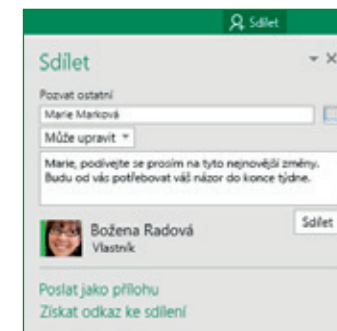 Sdílet
Sdílet
Pozvat ostatní
Marie Marková
Může upravit
Marie, podívejte se prosím na tyto nejnovější změny.
Budu od vás potřebovat váš názor do konce týdne.
Sdílet
Božena Radová
Vlastník
Poslat jako přílohu
Získat odkaz ke sdílení